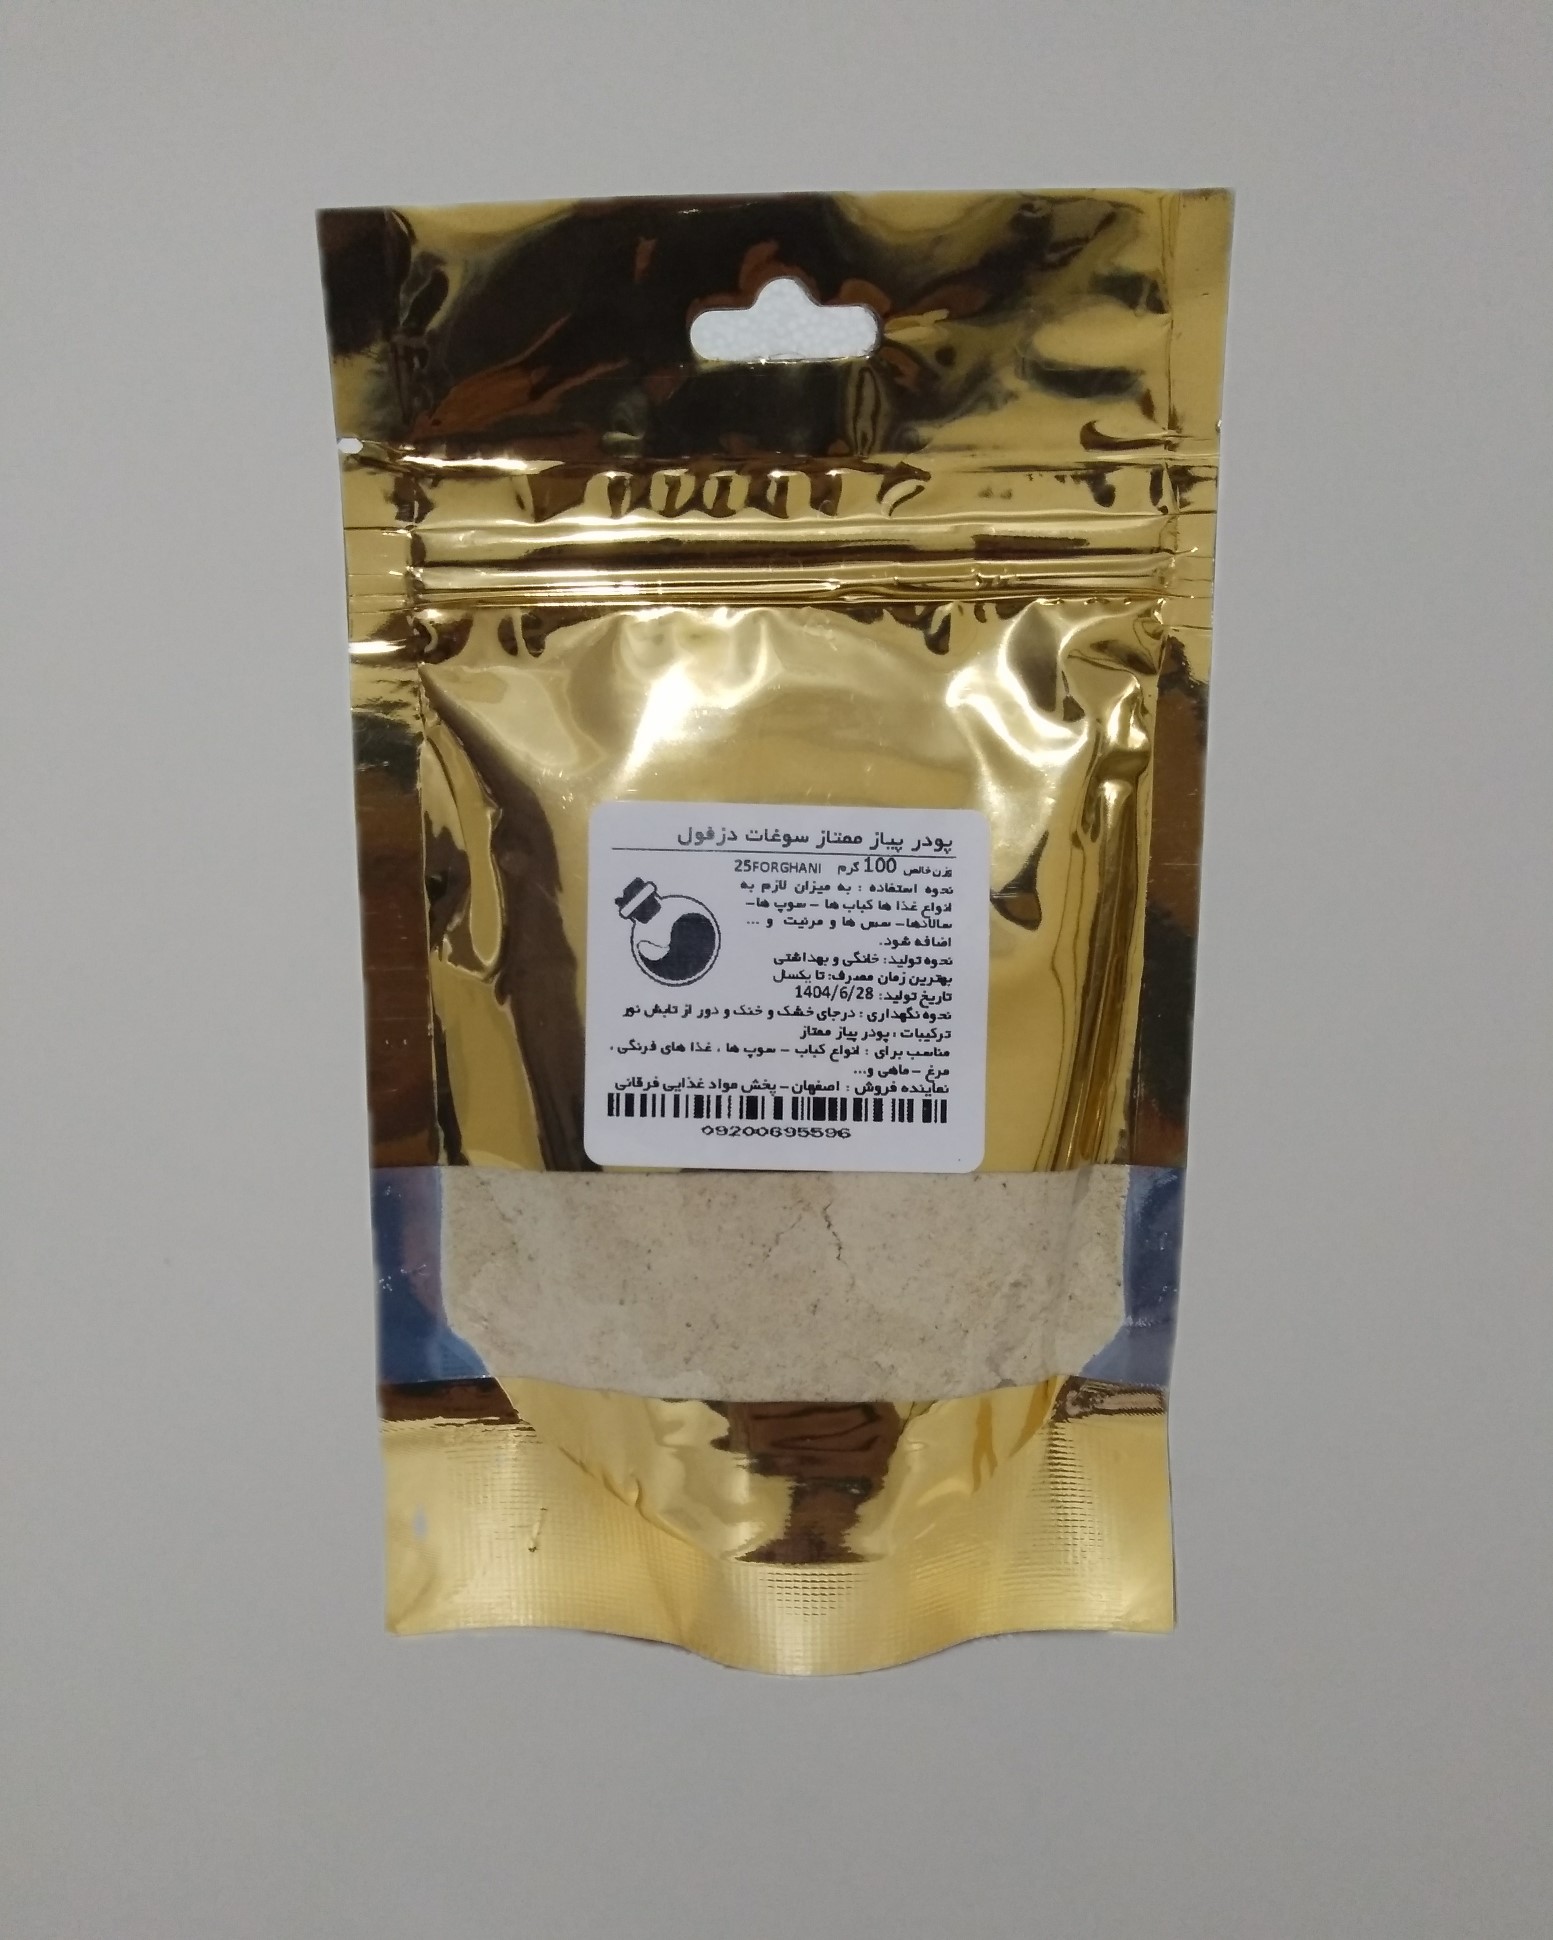 پودر پیاز ممتاز سوغات دزفول
وزن خالص 100 گرم 25FORGHANI
نحوه استفاده : به میزان لازم به
انواع غذا ها کباب ها – سوپ ها–
سالادها– سس ها و مرنیت و ...
اضافه شود.
نحوه تولید: خانگی و بهداشتی
بهترین زمان مصرف: تا یکسل
تاریخ تولید: 1404/6/28
نحوه نگهداری : درجای خشک و خنک و دور از تابش نور
ترکیبات : پودر پیاز ممتاز
مناسب برای : انواع کباب – سوپ ها ، غذا های فرنگی ،
مرغ –ماهی و...
نماینده فروش : اصفهان– پخش مواد غذایی فرقانی
09200695596